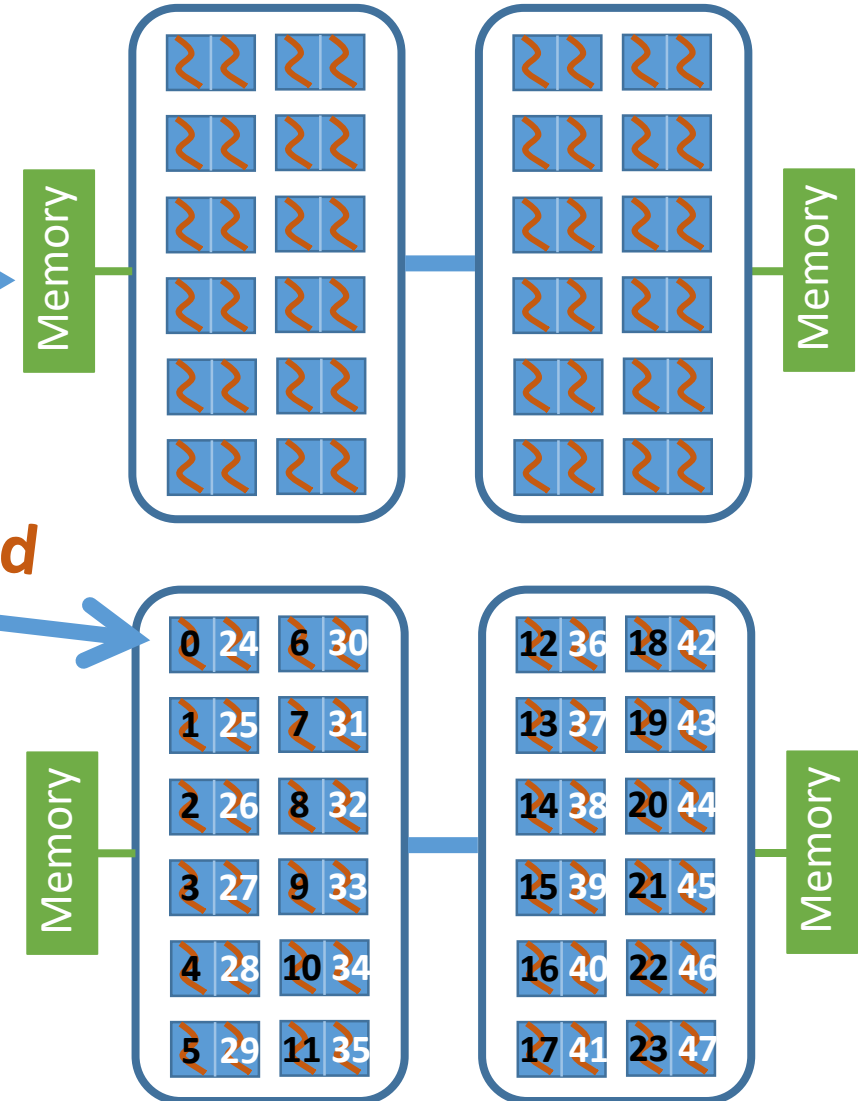 Memory
Memory
d
0 24 6 30 12 36 18 42
1 25 7 31 13 37 19 43
2 26 8 32 14 38 20 44
Memory
Memory
3 27 9 33 15 39 21 45
4 28 10 34 16 40 22 46
5 29 11 35 17 41 23 47